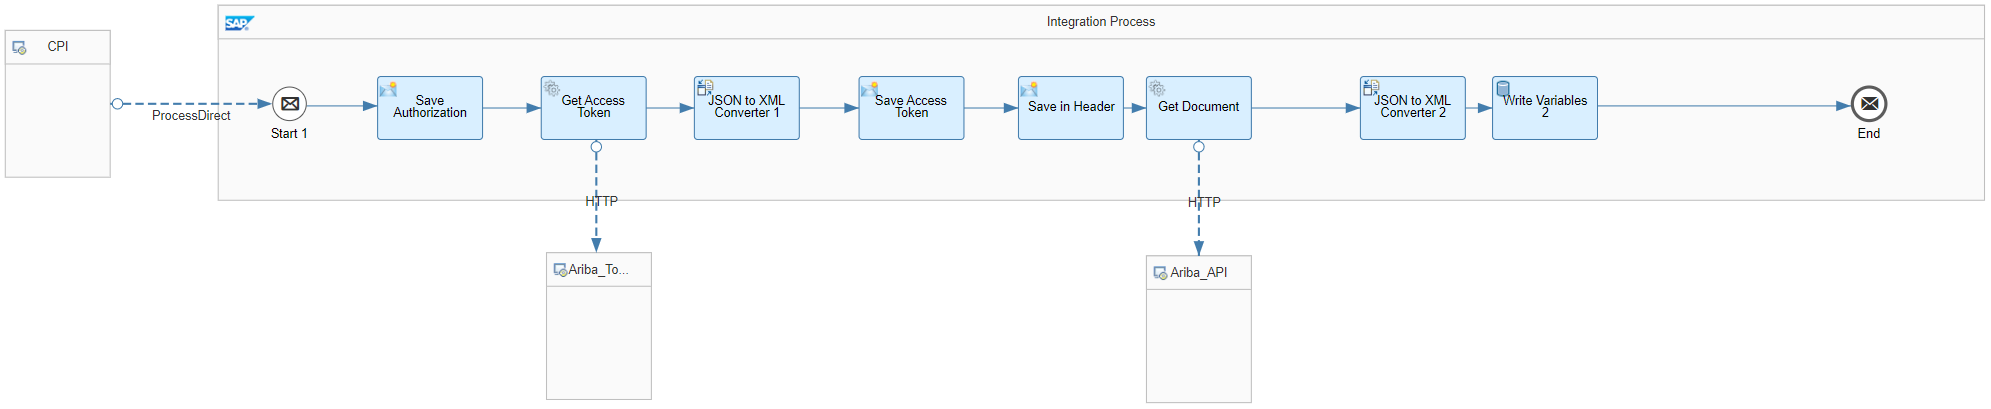 SAP
Integration Process
CPI
ProcessDirect
Start 1
Save
Authorization
Get Access
Token
JSON to XML
Converter 1
Save Access
Token
Save in Header
Get Document
JSON to XML
Converter 2
Write Variables
2
End
HTTP
HTTP
Ariba_To...
Ariba_API